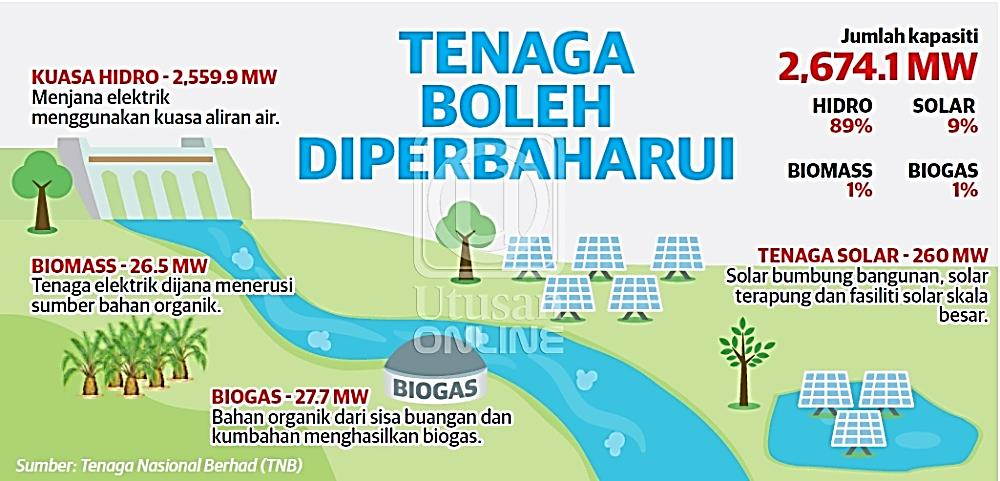 TENAGA
BOLEH
DIPERBAHARUI
Jumlah kapasiti
2,674.1 MW
HIDRO SOLAR
89% 9%
BIOMASS BIOGAS
1% 1%
KUASA HIDRO - 2,559.9 MW
Menjana elektrik
menggunakan kuasa aliran air.
BIOMASS - 26.5 MW
Tenaga elektrik dijana menerusi
sumber bahan organik.
TENAGA SOLAR - 260 MW
Solar bumbung bangunan, solar
terapung dan fasiliti solar skala
besar.
Utusan
ONLINE
BIOGAS
BIOGAS - 27.7 MW
Bahan organik dari sisa buangan dan
kumbahan menghasilkan biogas.
Sumber: Tenaga Nasional Berhad (TNB)